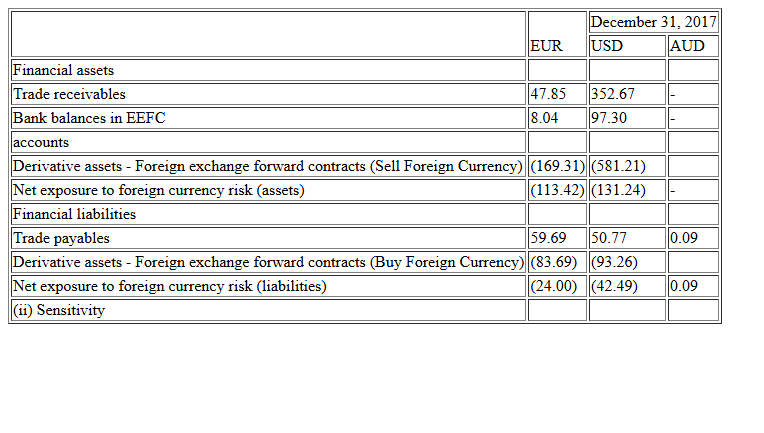 December 31, 2017
EUR USD AUD
Financial assets
Trade receivables 47.85 352.67 -
Bank balances in EEFC 8.04 97.30 -
accounts
Derivative assets - Foreign exchange forward contracts (Sell Foreign Currency) (169.31) (581.21)
Net exposure to foreign currency risk (assets) (113.42) (131.24) -
Financial liabilities
Trade payables 59.69 50.77 0.09
Derivative assets - Foreign exchange forward contracts (Buy Foreign Currency) (83.69) (93.26)
Net exposure to foreign currency risk (liabilities) (24.00) (42.49) 0.09
(ii) Sensitivity